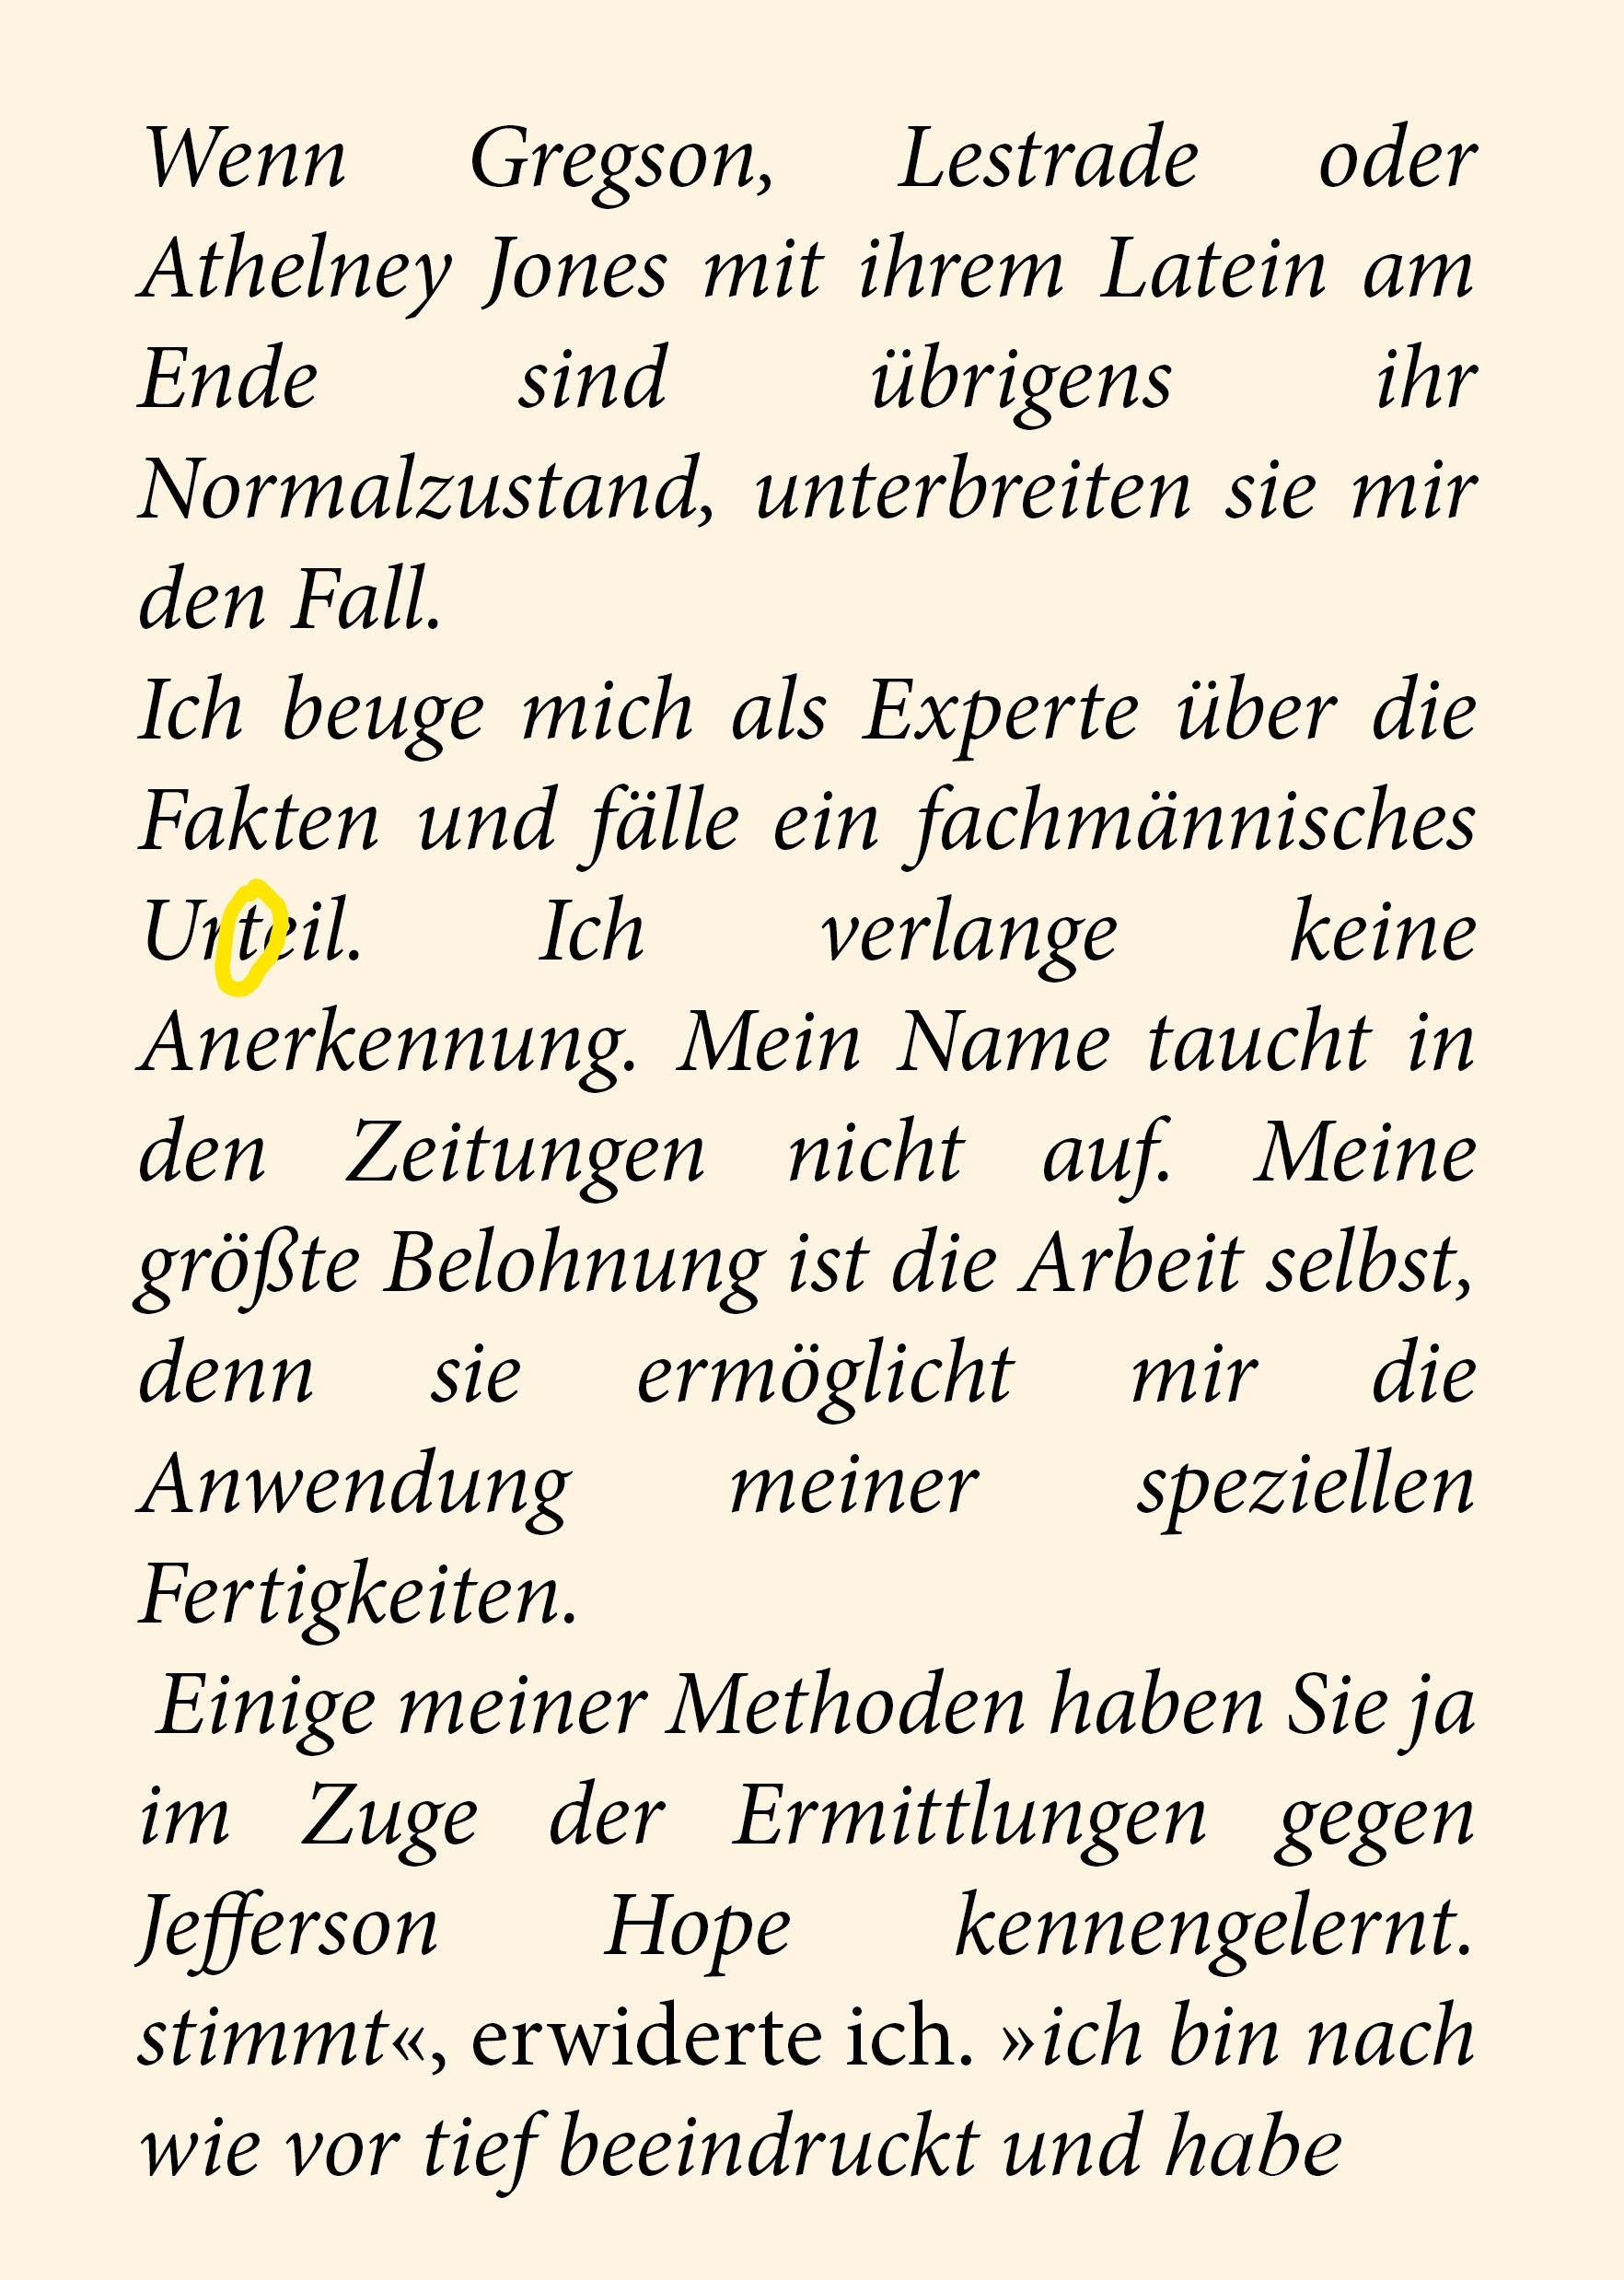 Wenn Gregson, Lestrade oder
Athelney Jones mit ihrem Latein am
Ende sind übrigens ihr
Normalzustand, unterbreiten sie mir
den Fall.
Ich beuge mich als Experte über die
Fakten und fälle ein fachmännisches
Urteil. Ich verlange keine
Anerkennung. Mein Name taucht in
den Zeitungen nicht auf. Meine
größte Belohnung ist die Arbeit selbst,
denn sie ermöglicht mir die
Anwendung meiner speziellen
Fertigkeiten.
Einige meiner Methoden haben Sie ja
im Zuge der Ermittlungen gegen
Jefferson Hope kennengelernt.
stimmt«, erwiderte ich. »ich bin nach
wie vor tief beeindruckt und habe